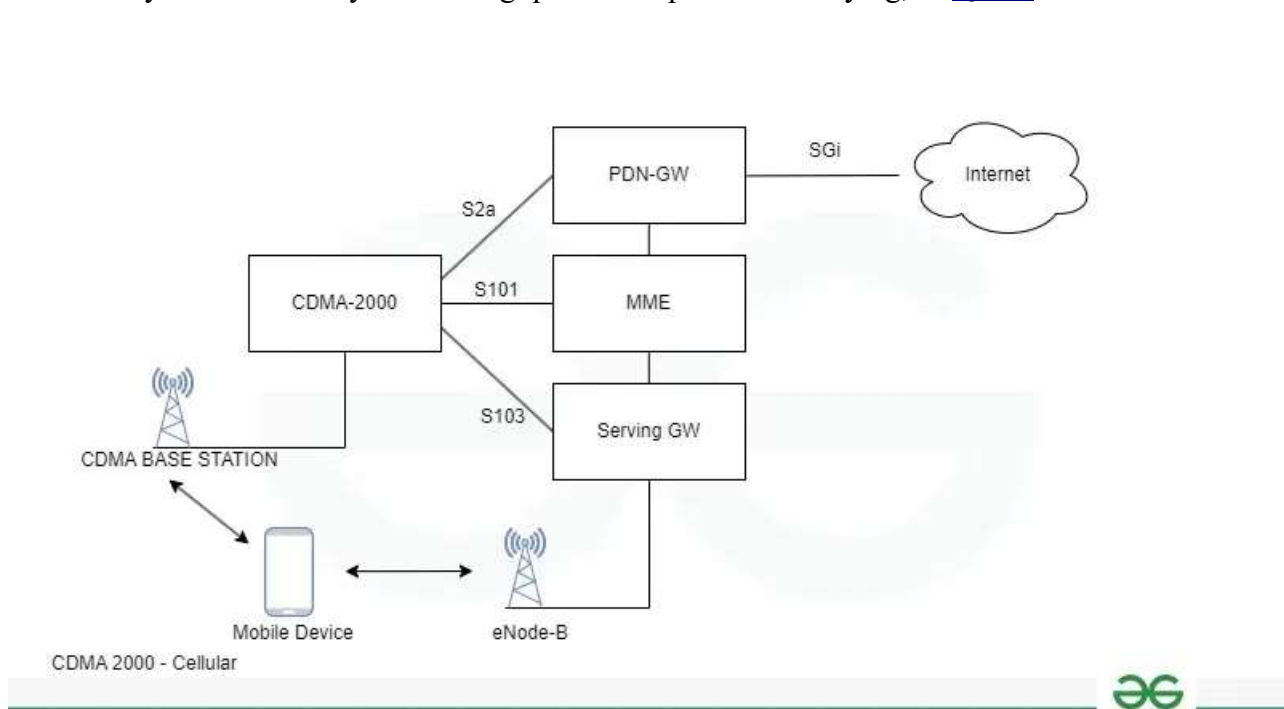 PDN-GW
SGi
Internet
S2a
CDMA-2000
S101
MME
S103
Serving GW
CDMA BASE STATION
Mobile Device
eNode-B
CDMA 2000 - Cellular